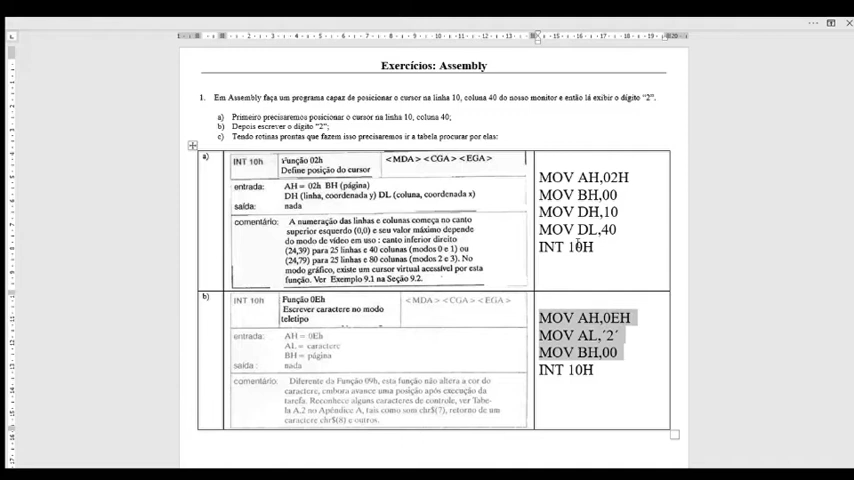 Exercícios: Assembly
1. Em Assembly faça um programa capaz de posicionar o cursor na linha 10, coluna 40 do nosso monitor e então lá exibir o dígito “2”.
a) Primeiro precisaremos posicionar o cursor na linha 10, coluna 40;
b) Depois escrever o dígito “2”;
c) Tendo rotinas prontas que fazem isso precisaremos ir a tabela procurar por elas:
a)
INT 10h
Função 02h
Define posição do cursor
<MDA> <CGA> <EGA>
entrada: AH = 02h BH (página)
DH (linha, coordenada y) DL (coluna, coordenada x)
saída: nada
comentário: A numeração das linhas e colunas começa no canto
superior esquerdo (0,0) e seu valor máximo depende
do modo de vídeo em uso : canto inferior direito
(24,39) para 25 linhas e 40 colunas (modos 0 e 1) ou
(24,79) para 25 linhas e 80 colunas (modos 2 e 3). No
modo gráfico, existe um cursor virtual acessível por esta
função. Ver Exemplo 9.1 na Seção 9.2.
MOV AH,02H
MOV BH,00
MOV DH,10
MOV DL,40
INT 10H
b)
INT 10h
Função 0Eh
Escrever caractere no modo
teletipo
<MDA> <CGA> <EGA>
entrada: AH = 0Eh
AL = caractere
BH = página
saída : nada
comentário: Diferente da Função 09h, esta função não altera a cor do
caractere, embora avance uma posição após execução da
tarefa. Reconhece alguns caracteres de controle, ver Tabe-
la A.2 no Apêndice A, tais como som chr$(7), retorno de um
caractere chr$(8) e outros.
MOV AH,0EH
MOV AL,´2´
MOV BH,00
INT 10H